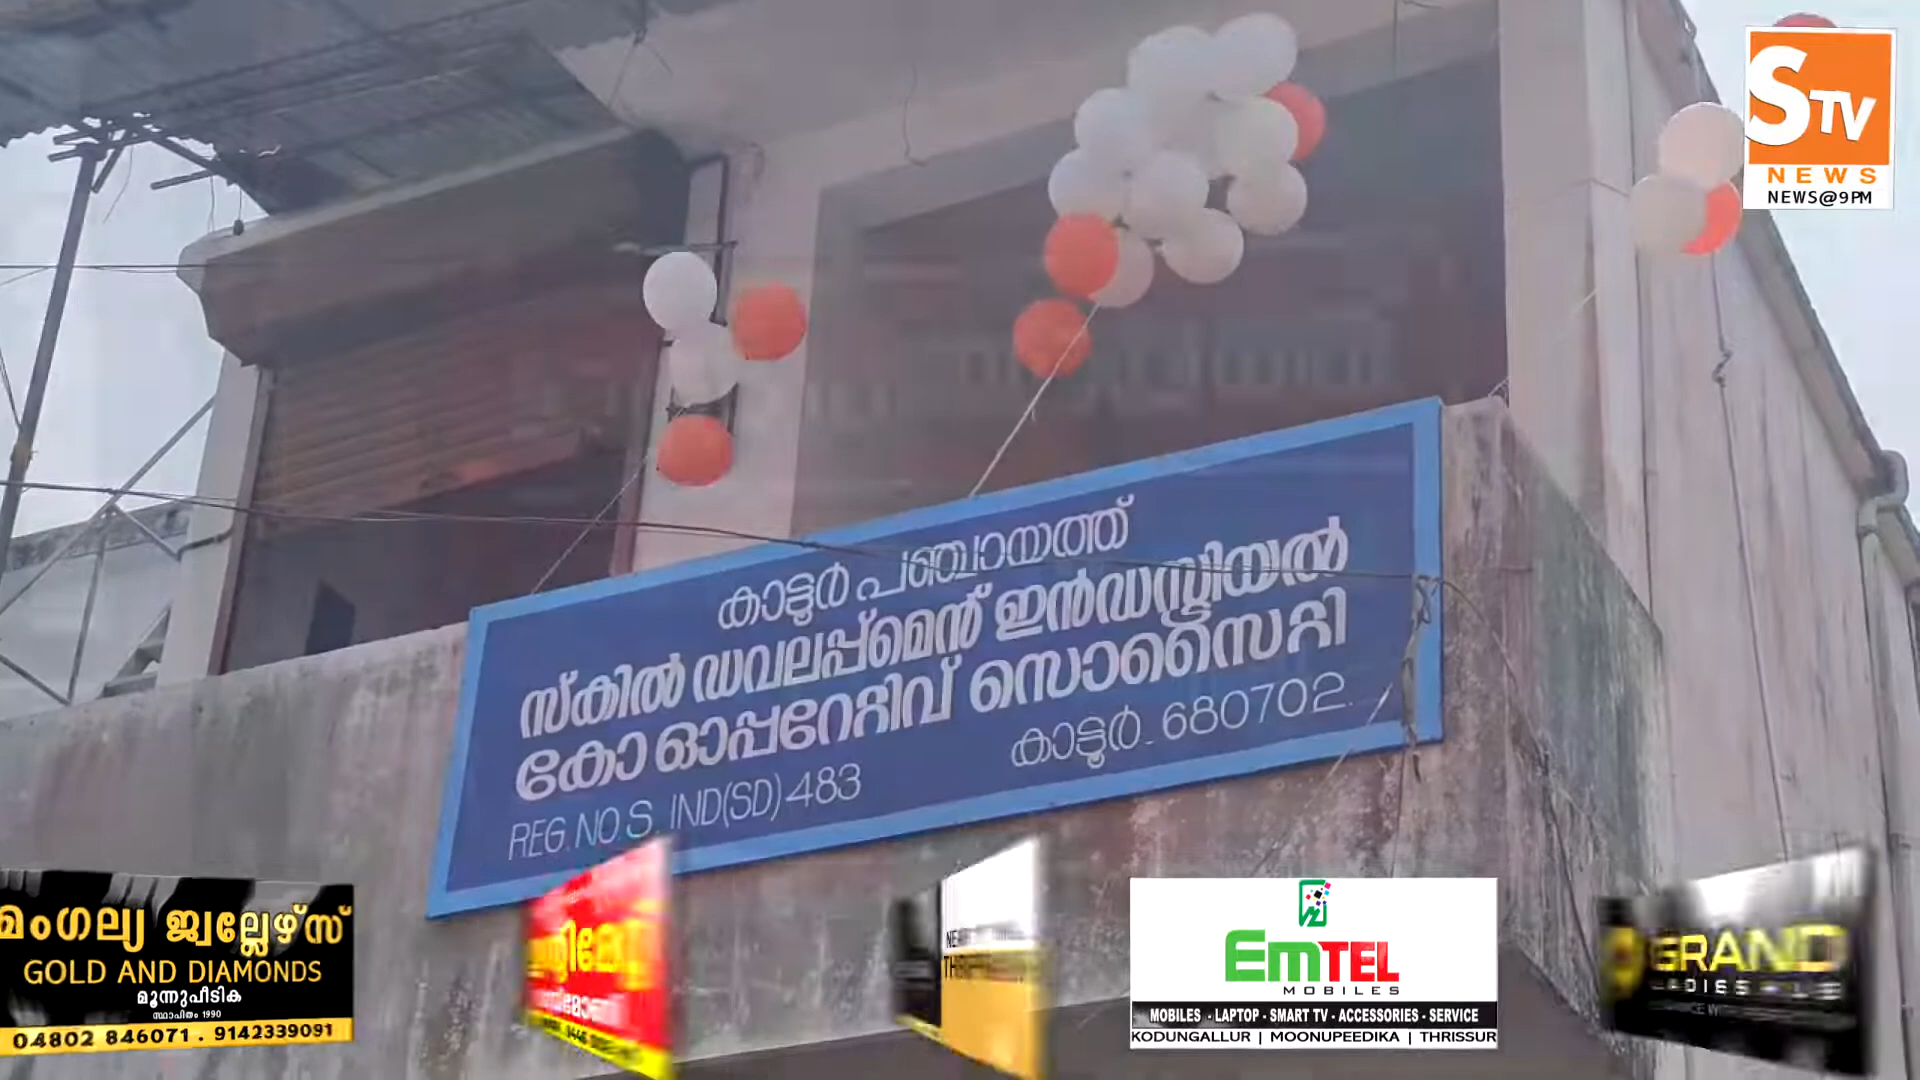 STV
NEWS
NEWS@9PM
കാട്ടൂർ പഞ്ചായത്ത്
സ്കിൽ ഡവലപ്പ്മെൻ്റ് ഇൻഡസ്ട്രിയൽ
കോ ഓപ്പറേറ്റീവ് സൊസൈറ്റി
കാട്ടൂർ. 680702.
REG. NO. S. IND(SD) 483
മംഗല്യ ജ്വല്ലേഴ്സ്
GOLD AND DIAMONDS
മൂന്നുപീടിക
സ്ഥാപിതം 1990
04802 846071 . 9142339091
EmTEL
MOBILES
MOBILES - LAPTOP - SMART TV - ACCESSORIES - SERVICE
KODUNGALLUR | MOONUPEEDIKA | THRISSUR
GRAND